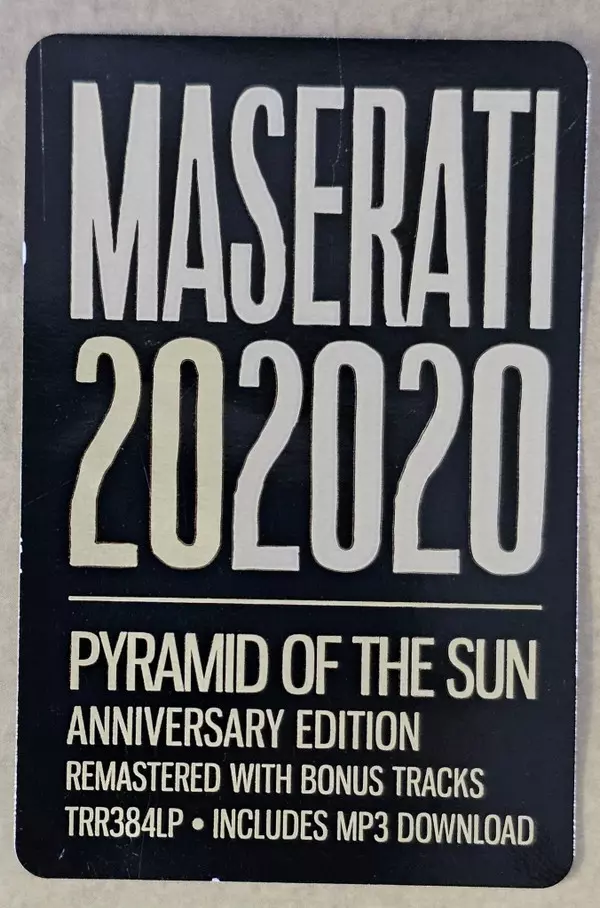 MASERATI
202020
PYRAMID OF THE SUN
ANNIVERSARY EDITION
REMASTERED WITH BONUS TRACKS
TRR384LP • INCLUDES MP3 DOWNLOAD